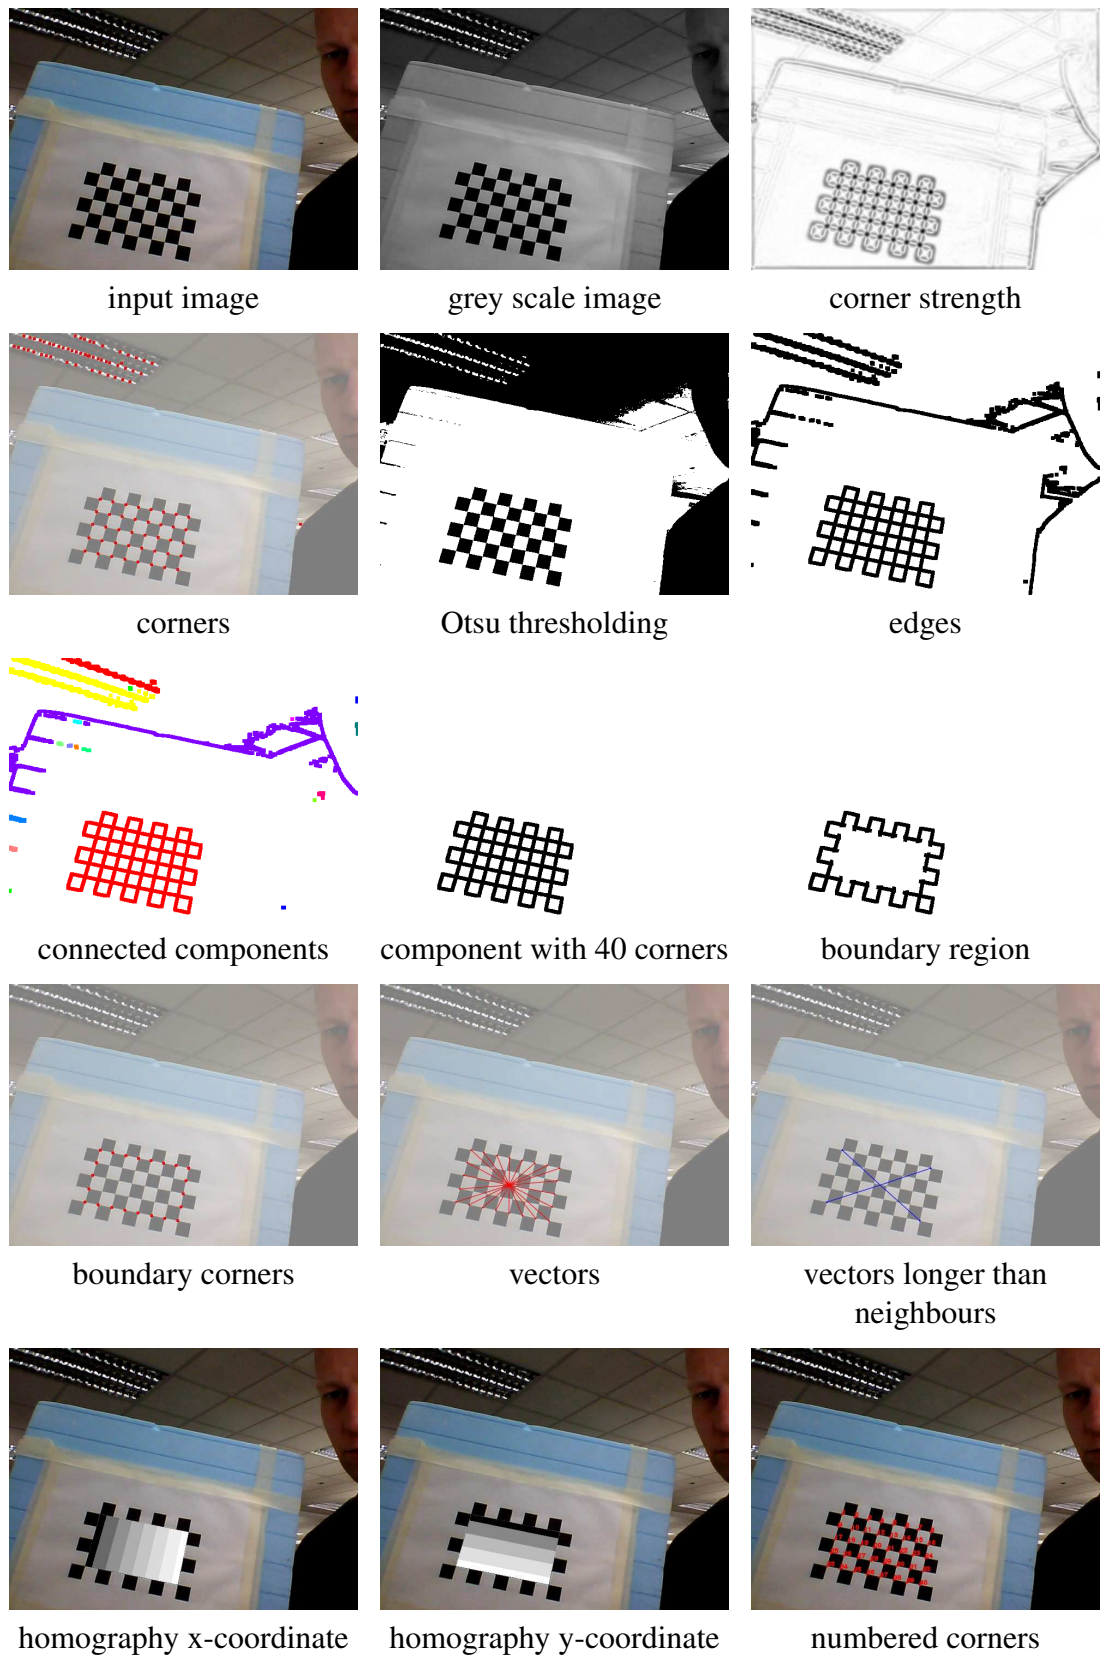 input image
grey scale image
corner strength
corners
Otsu thresholding
edges
connected components
component with 40 corners
boundary region
boundary corners
vectors
vectors longer than
neighbours
homography x-coordinate
homography y-coordinate
numbered corners